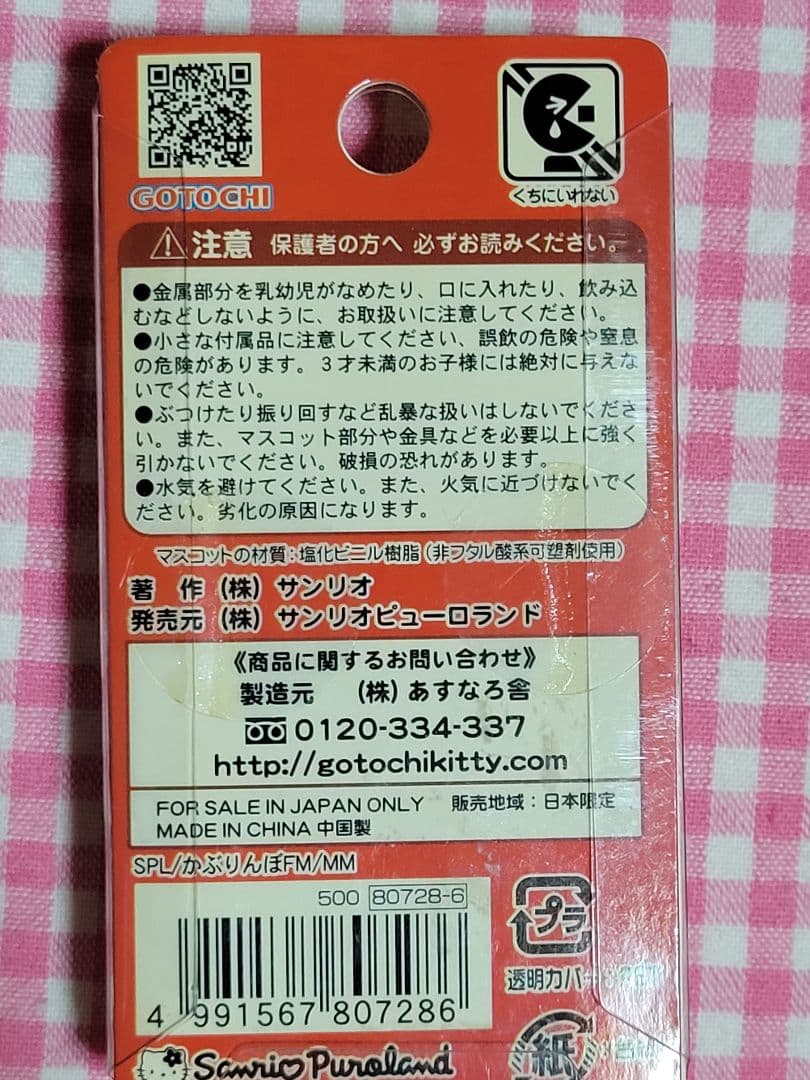 GOTOCHI
くちにいれない
⚠注意 保護者の方へ 必ずお読みください。
●金属部分を乳幼児がなめたり、口に入れたり、飲み込
むなどしないように、お取扱いに注意してください。
●小さな付属品に注意してください、誤飲の危険や窒息
の危険があります。3才未満のお子様には絶対に与えな
いでください。
●ぶつけたり振り回すなど乱暴な扱いはしないでくださ
い。また、マスコット部分や金具などを必要以上に強く
引かないでください。破損の恐れがあります。
●水気を避けてください。また、火気に近づけないでく
ださい。劣化の原因になります。
マスコットの材質:塩化ビニル樹脂(非フタル酸系可塑剤使用)
著 作 (株) サンリオ
発売元 (株) サンリオピューロランド
《商品に関するお問い合わせ》
製造元 (株) あすなろ舎
0120-334-337
http://gotochikitty.com
FOR SALE IN JAPAN ONLY 販売地域:日本限定
MADE IN CHINA 中国製
SPL/かぶりんぼFM/MM
500 80728-6
4 991567 807286
プラ
透明カバー
紙
台紙
Sanrio Puroland